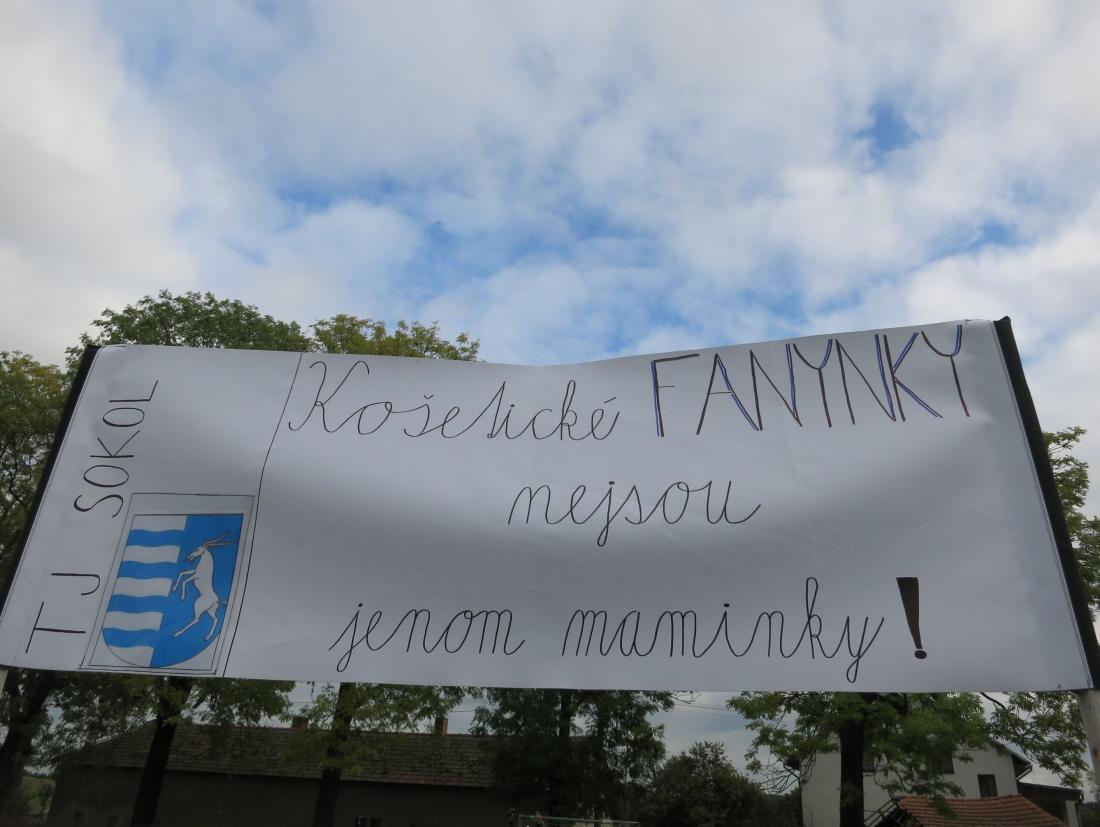 TJ SOKOL
Košetické FANYNKY
nejsou
jenom maminky!